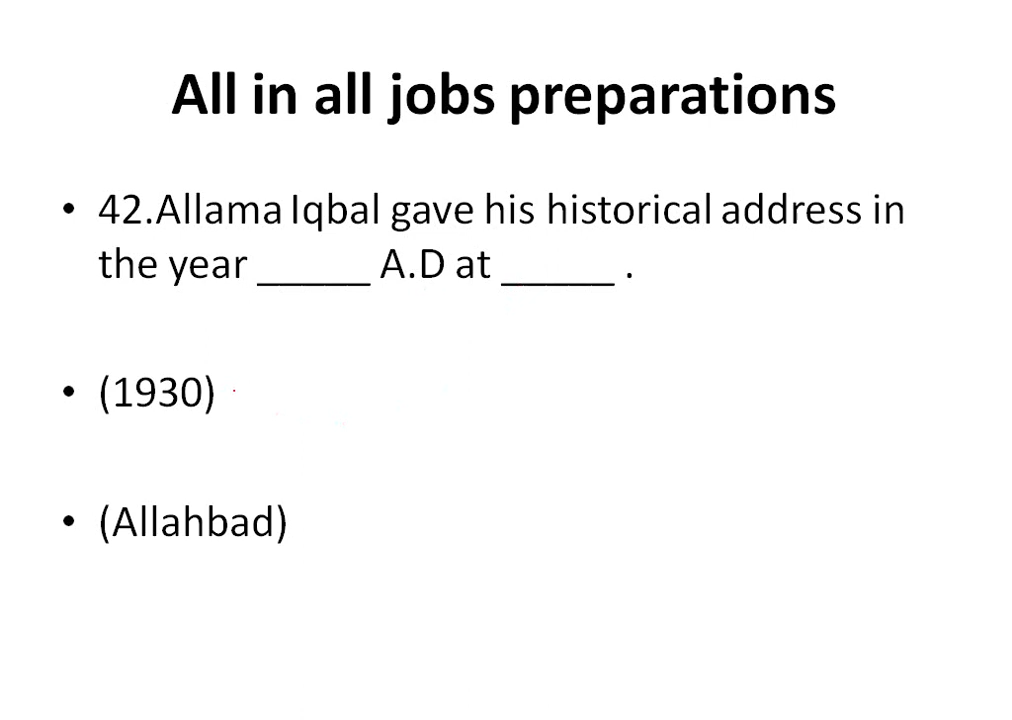 All in all jobs preparations
• 42.Allama Iqbal gave his historical address in
the year _____ A.D at _____ .
• (1930)
• (Allahbad)